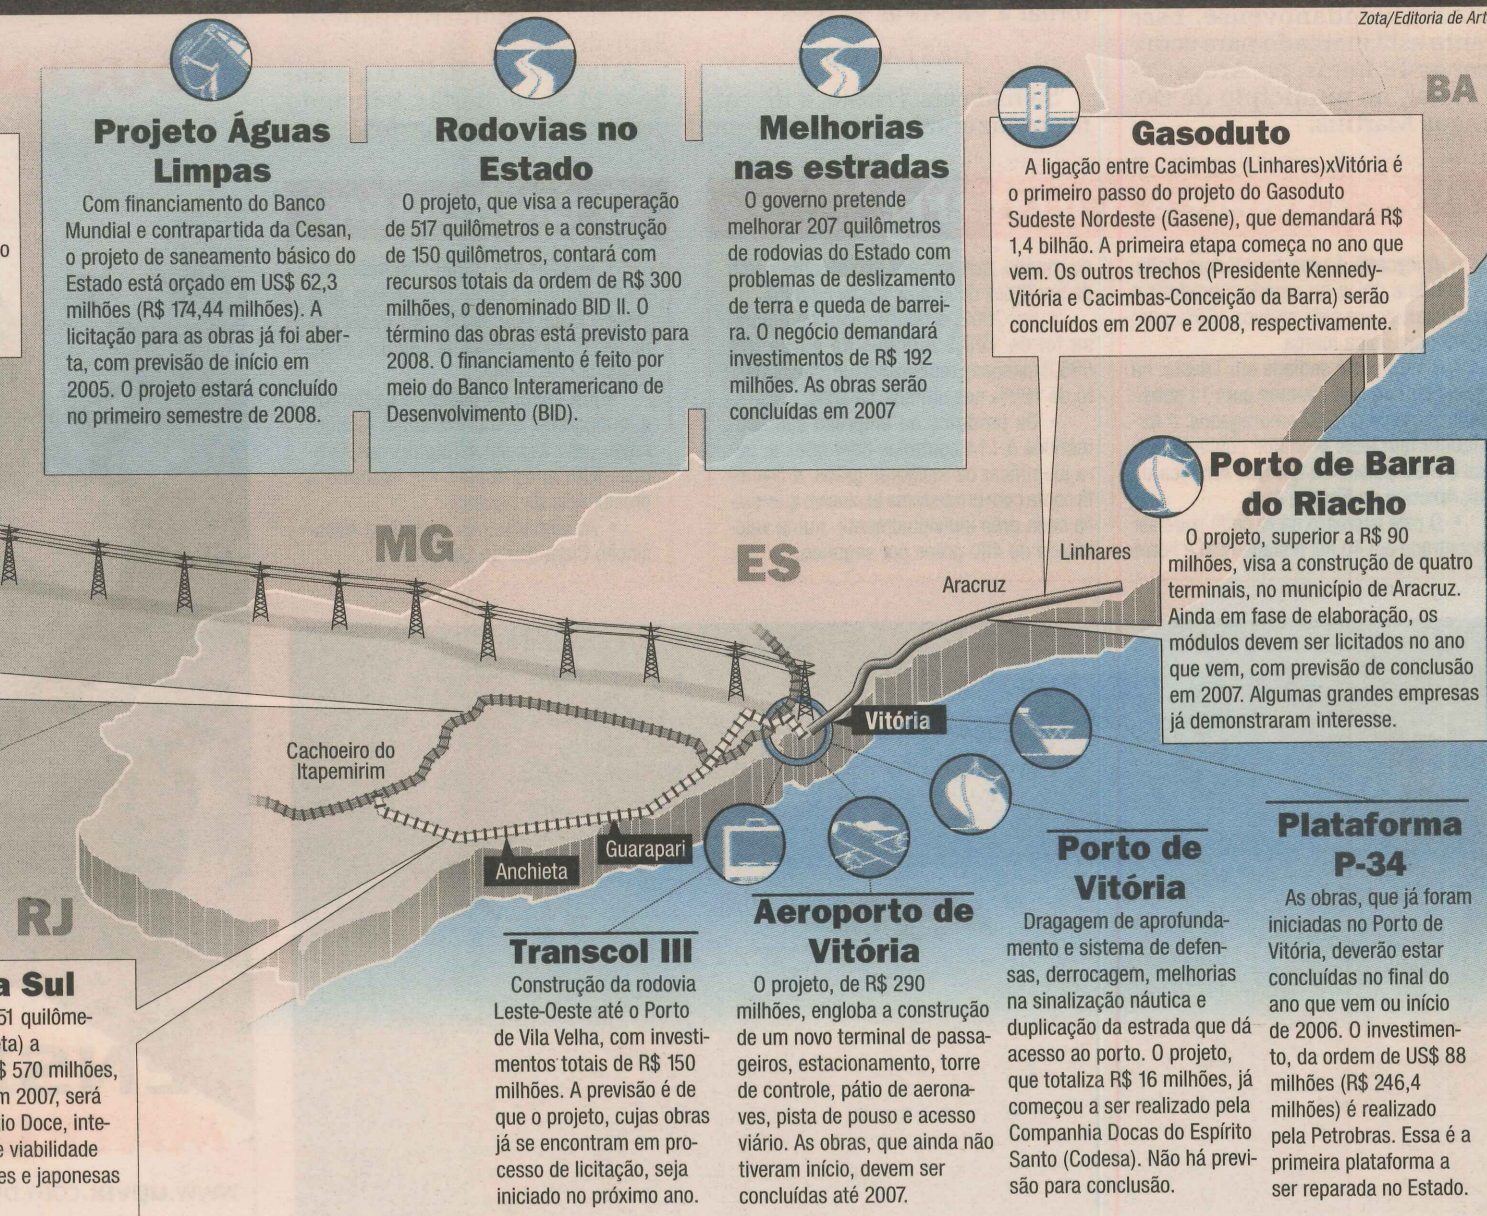 Zota/Editoria de Art
Projeto Águas
Limpas
Com financiamento do Banco
Mundial e contrapartida da Cesan,
o projeto de saneamento básico do
Estado está orçado em US$ 62,3
milhões (R$ 174,44 milhões). A
licitação para as obras já foi aber-
ta, com previsão de início em
2005. O projeto estará concluído
no primeiro semestre de 2008.
Rodovias no
Estado
O projeto, que visa a recuperação
de 517 quilômetros e a construção
de 150 quilômetros, contará com
recursos totais da ordem de R$ 300
milhões, o denominado BID II. O
término das obras está previsto para
2008. O financiamento é feito por
meio do Banco Interamericano de
Desenvolvimento (BID).
Melhorias
nas estradas
O governo pretende
melhorar 207 quilômetros
de rodovias do Estado com
problemas de deslizamento
de terra e queda de barrei-
ra. O negócio demandará
investimentos de R$ 192
milhões. As obras serão
concluídas em 2007
Gasoduto
A ligação entre Cacimbas (Linhares)xVitória é
o primeiro passo do projeto do Gasoduto
Sudeste Nordeste (Gasene), que demandará R$
1,4 bilhão. A primeira etapa começa no ano que
vem. Os outros trechos (Presidente Kennedy-
Vitória e Cacimbas-Conceição da Barra) serão
concluídos em 2007 e 2008, respectivamente.
BA
o
Porto de Barra
do Riacho
O projeto, superior a R$ 90
milhões, visa a construção de quatro
terminais, no município de Aracruz.
Ainda em fase de elaboração, os
módulos devem ser licitados no ano
que vem, com previsão de conclusão
em 2007. Algumas grandes empresas
já demonstraram interesse.
MG
ES
Linhares
Aracruz
Vitória
Cachoeiro do
Itapemirim
Guarapari
Anchieta
RJ
a Sul
51 quilôme-
ta) a
$ 570 milhões,
m 2007, será
io Doce, inte-
e viabilidade
es e japonesas
Transcol III
Construção da rodovia
Leste-Oeste até o Porto
de Vila Velha, com investi-
mentos totais de R$ 150
milhões. A previsão é de
que o projeto, cujas obras
já se encontram em pro-
cesso de licitação, seja
iniciado no próximo ano.
Aeroporto de
Vitória
O projeto, de R$ 290
milhões, engloba a construção
de um novo terminal de passa-
geiros, estacionamento, torre
de controle, pátio de aerona-
ves, pista de pouso e acesso
viário. As obras, que ainda não
tiveram início, devem ser
concluídas até 2007.
Porto de
Vitória
Dragagem de aprofunda-
mento e sistema de defen-
sas, derrocagem, melhorias
na sinalização náutica e
duplicação da estrada que dá
acesso ao porto. O projeto,
que totaliza R$ 16 milhões, já
começou a ser realizado pela
Companhia Docas do Espírito
Santo (Codesa). Não há previ-
são para conclusão.
Plataforma
P-34
As obras, que já foram
iniciadas no Porto de
Vitória, deverão estar
concluídas no final do
ano que vem ou início
de 2006. O investimen-
to, da ordem de US$ 88
milhões (R$ 246,4
milhões) é realizado
pela Petrobras. Essa é a
primeira plataforma a
ser reparada no Estado.